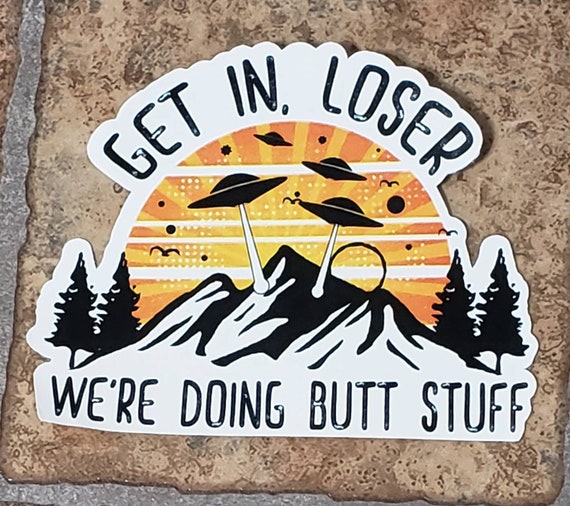 GET IN, LOSER
WE'RE DOING BUTT STUFF